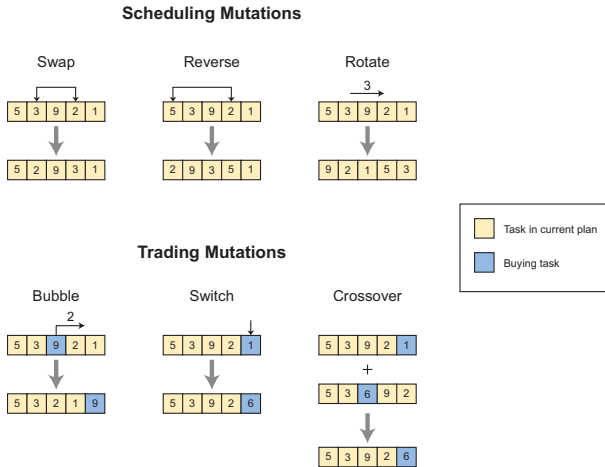 Scheduling Mutations
Swap Reverse Rotate
3
5 3 9 2 1 5 3 9 2 1 5 3 9 2 1
5 2 9 3 1 2 9 3 5 1 9 2 1 5 3
Task in current plan
Buying task
Trading Mutations
Bubble Switch Crossover
2
5 3 9 2 1 5 3 9 2 1 5 3 9 2 1
+
5 3 2 1 9 5 3 9 2 6 5 3 6 9 2
5 3 9 2 6